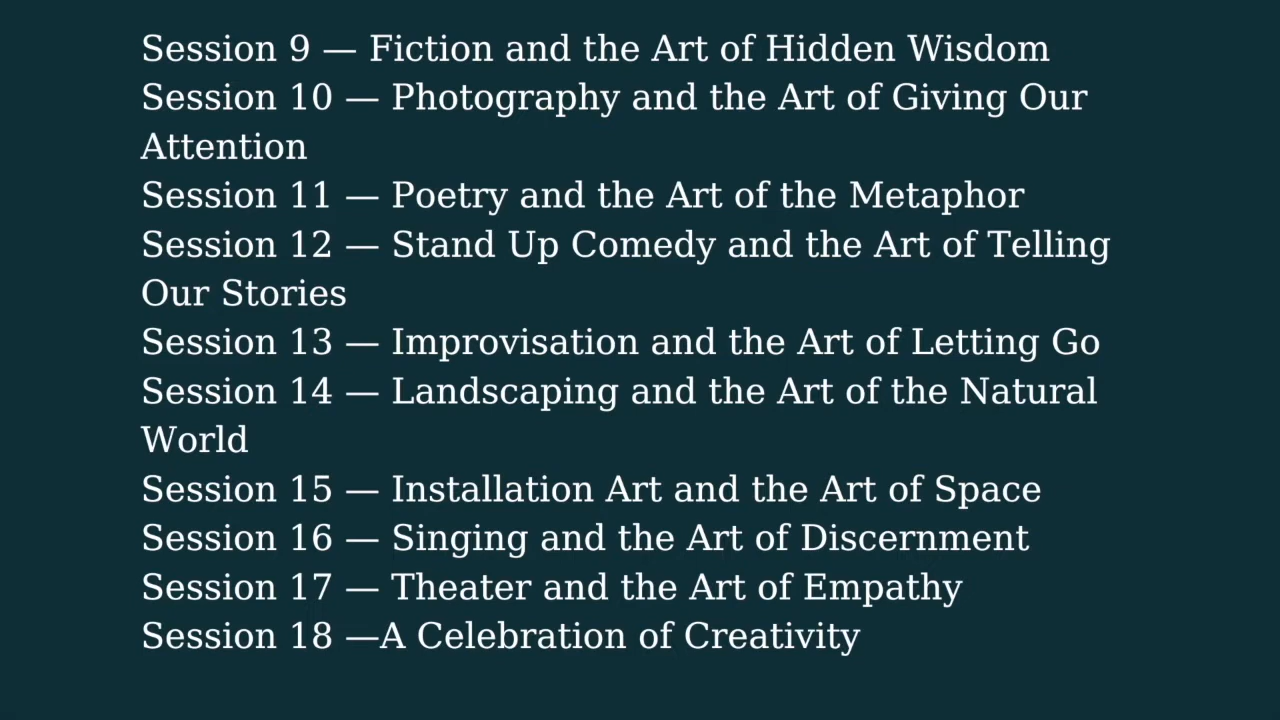 Session 9 — Fiction and the Art of Hidden Wisdom
Session 10 — Photography and the Art of Giving Our
Attention
Session 11 — Poetry and the Art of the Metaphor
Session 12 — Stand Up Comedy and the Art of Telling
Our Stories
Session 13 — Improvisation and the Art of Letting Go
Session 14 — Landscaping and the Art of the Natural
World
Session 15 — Installation Art and the Art of Space
Session 16 — Singing and the Art of Discernment
Session 17 — Theater and the Art of Empathy
Session 18 —A Celebration of Creativity